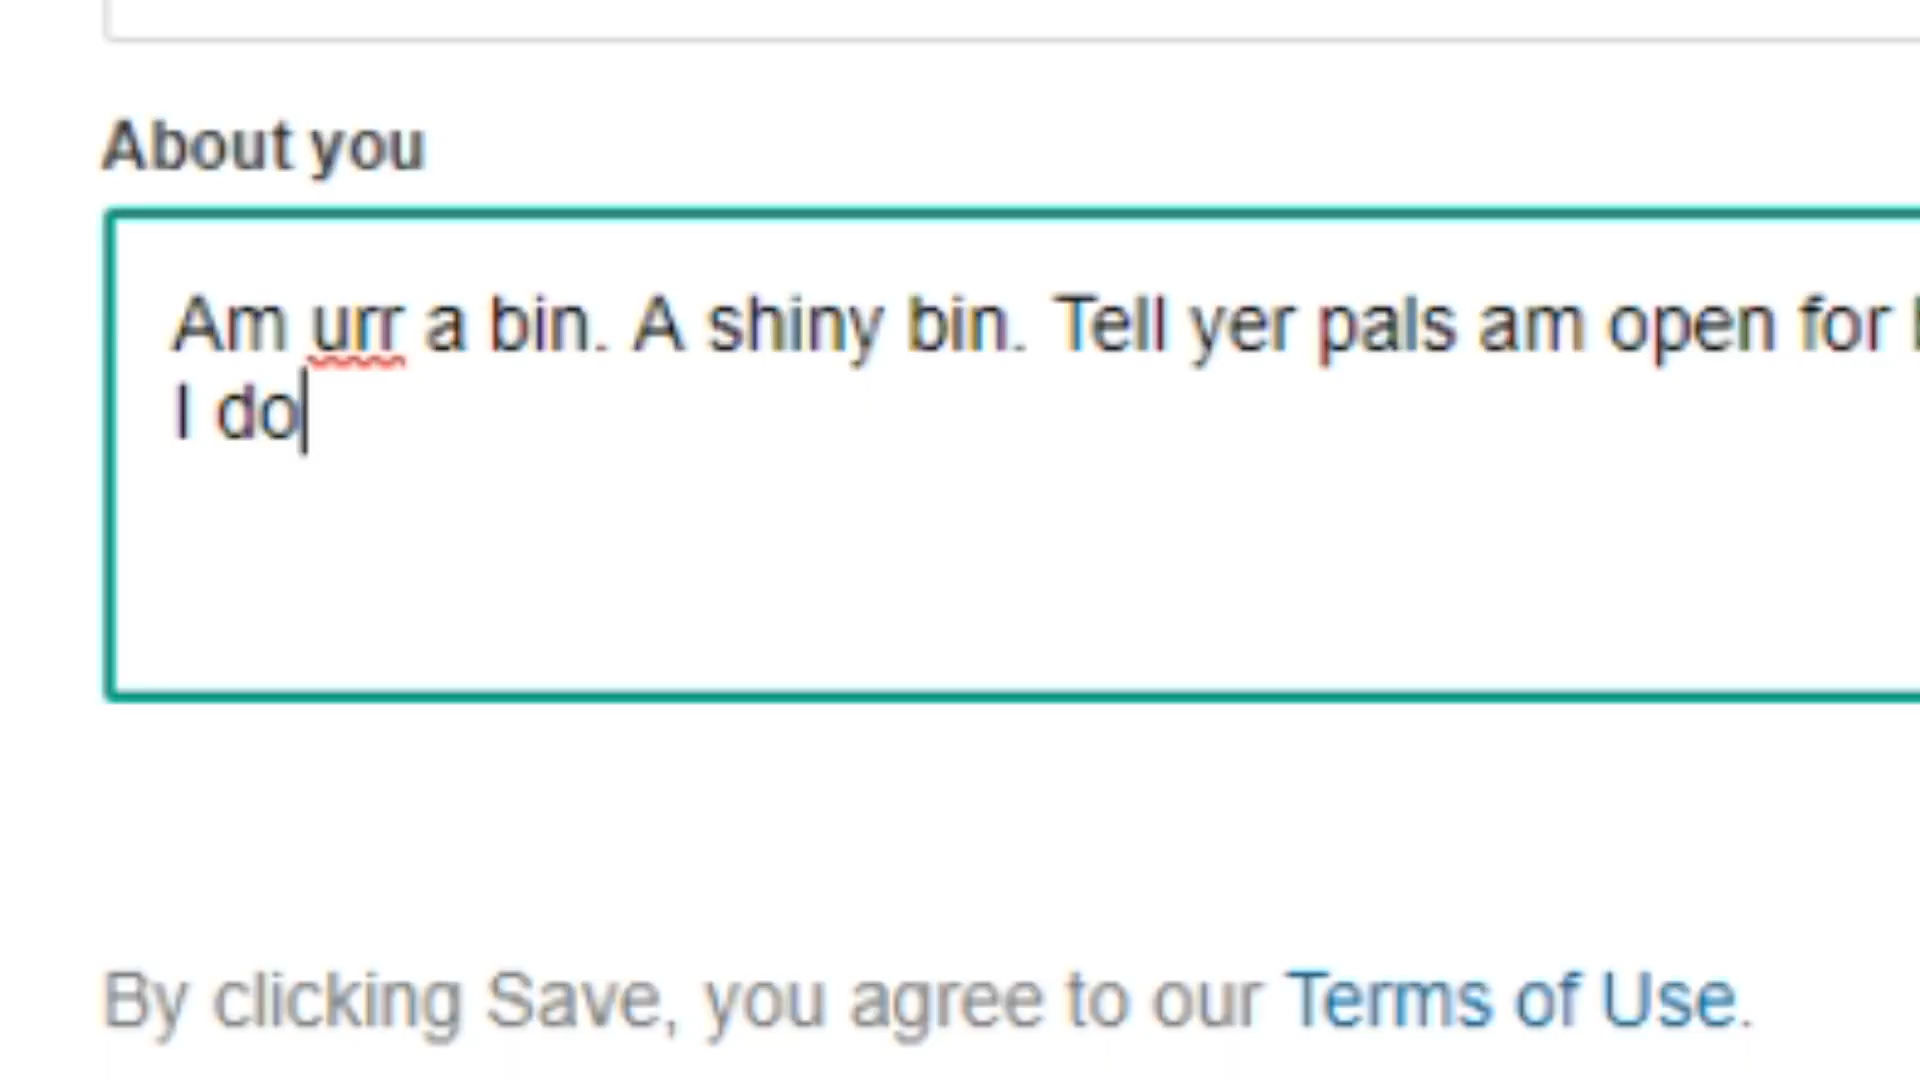 About you
Am urr a bin. A shiny bin. Tell yer pals am open for
I do
By clicking Save, you agree to our Terms of Use.